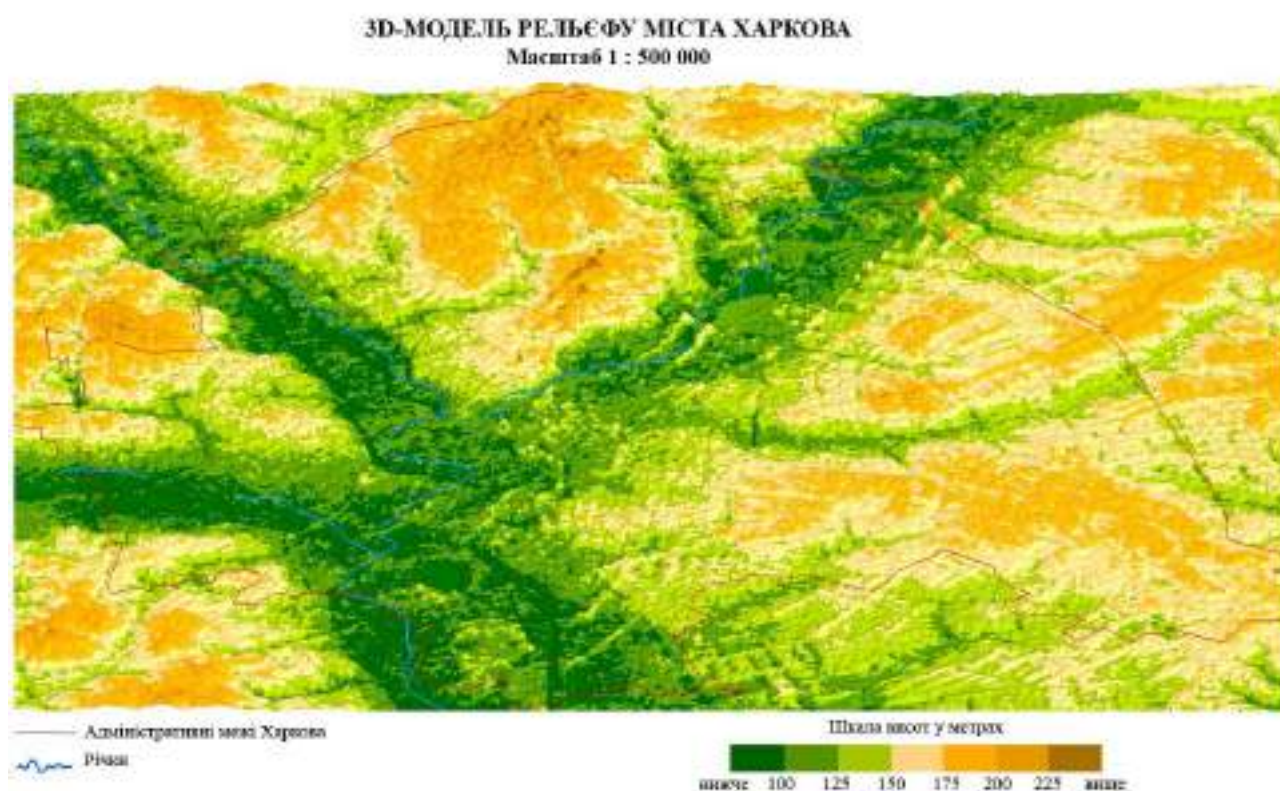 3D-МОДЕЛЬ РЕЛЬЄФУ МІСТА ХАРКОВА
Масштаб 1 : 500 000
Адміністративні межі Харкова
Річки
Шкала висот у метрах
нижче 100 125 150 175 200 225 вище